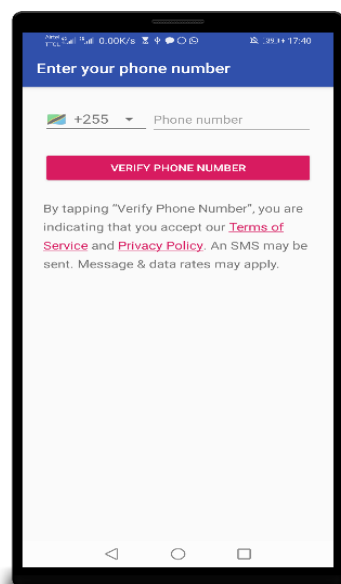 0.00K/s 17:40
Enter your phone number
+255 Phone number
VERIFY PHONE NUMBER
By tapping “Verify Phone Number”, you are
indicating that you accept our Terms of
Service and Privacy Policy. An SMS may be
sent. Message & data rates may apply.